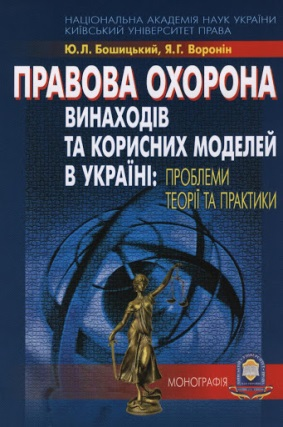 НАЦІОНАЛЬНА АКАДЕМІЯ НАУК УКРАЇНИ
КИЇВСЬКИЙ УНІВЕРСИТЕТ ПРАВА
Ю.Л. Бошицький, Я.Г. Воронін
ПРАВОВА ОХОРОНА
ВИНАХОДІВ
ТА КОРИСНИХ МОДЕЛЕЙ
В УКРАЇНІ: ПРОБЛЕМИ
ТЕОРІЇ ТА ПРАКТИКИ
МОНОГРАФІЯ